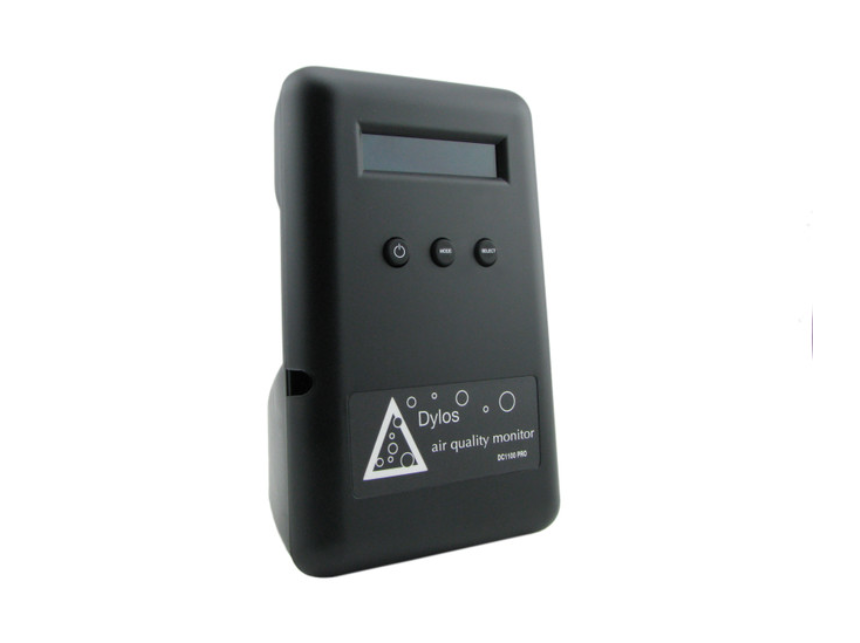 MODE
SELECT
Dylos
air quality monitor
DC1100 PRO